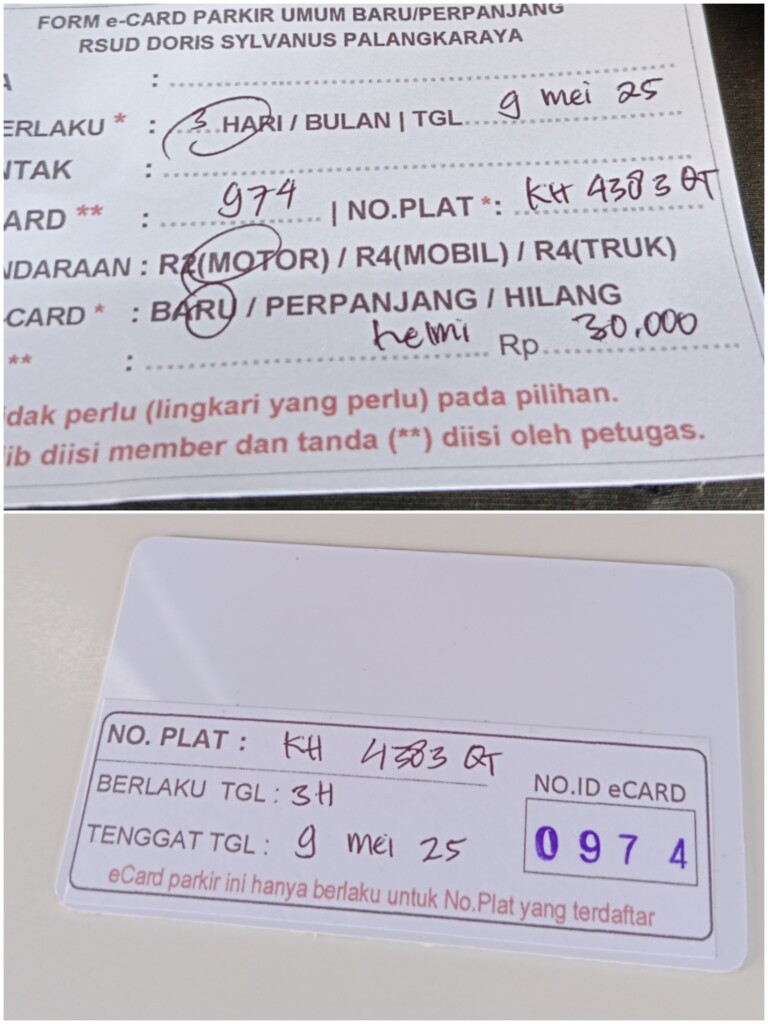 FORM e-CARD PARKIR UMUM BARU/PERPANJANG
RSUD DORIS SYLVANUS PALANGKARAYA
A :
ERLAKU * : 3 HARI / BULAN | TGL 9 mei 25
NTAK :
ARD ** : 974 | NO.PLAT *: KH 4383 QT
NDARAAN : R2(MOTOR) / R4(MOBIL) / R4(TRUK)
-CARD * : BARU / PERPANJANG / HILANG
** : helmi Rp. 30.000
idak perlu (lingkari yang perlu) pada pilihan.
ib diisi member dan tanda (**) diisi oleh petugas.
NO. PLAT : KH 4383 QT
BERLAKU TGL : 3H
TENGGAT TGL : 9 mei 25
NO.ID eCARD
0974
eCard parkir ini hanya berlaku untuk No.Plat yang terdaftar